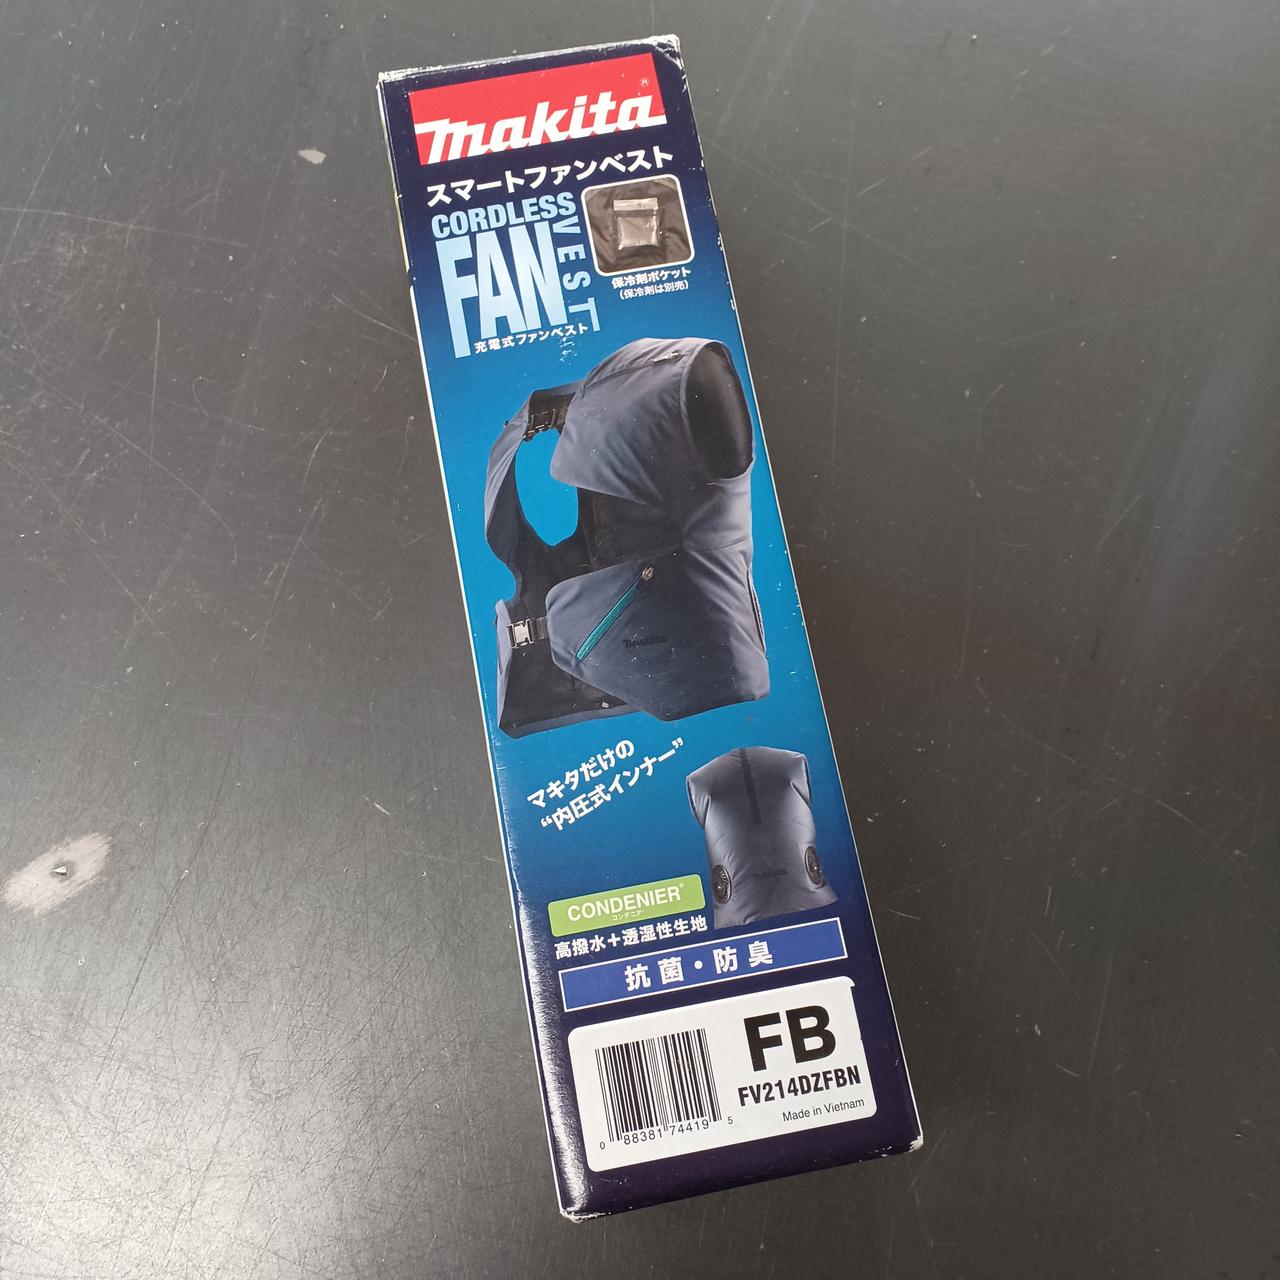 makita®
スマートファンベスト
CORDLESS
FAN
VEST
充電式ファンベスト
保冷剤ポケット
(保冷剤は別売)
makita
マキタだけの
“内圧式インナー”
makita
CONDENIER®
コンデニア
高撥水+透湿性生地
抗菌・防臭
FB
FV214DZFBN
Made in Vietnam
0 88381 74419 5